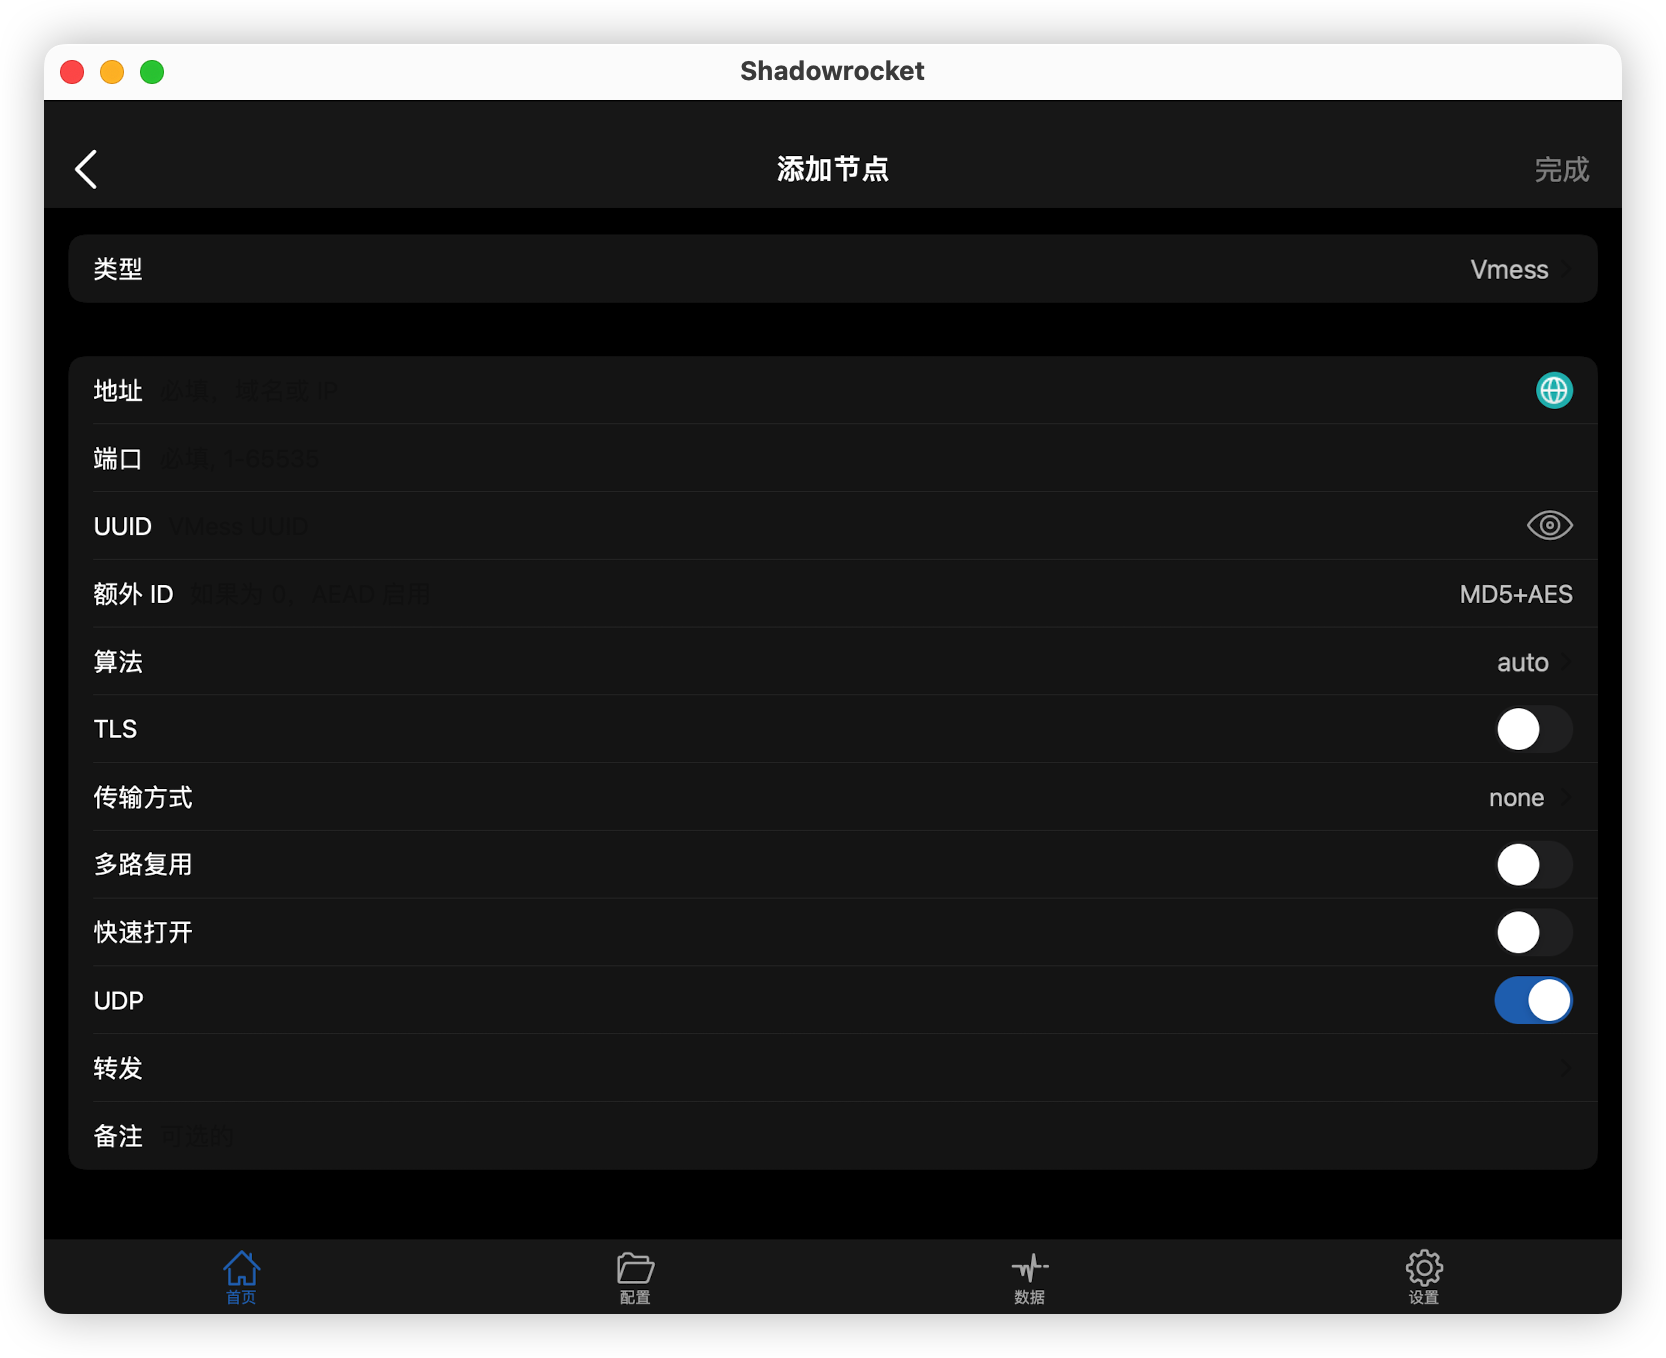 Shadowrocket
添加节点
完成
类型 Vmess
地址 必填，域名或 IP
端口 必填, 1-65535
UUID VMess UUID
额外 ID 如果为 0，AEAD 启用 MD5+AES
算法 auto
TLS
传输方式 none
多路复用
快速打开
UDP
转发
备注 可选的
首页 配置 数据 设置